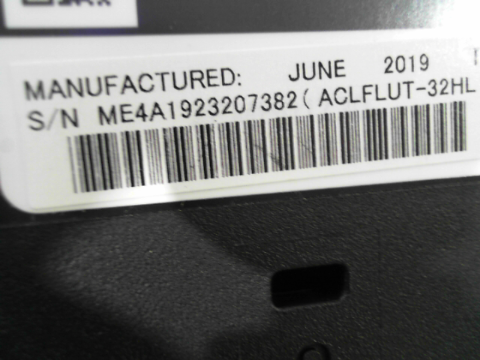 MANUFACTURED: JUNE 2019
S/N ME4A1923207382(ACLFLUT-32HL